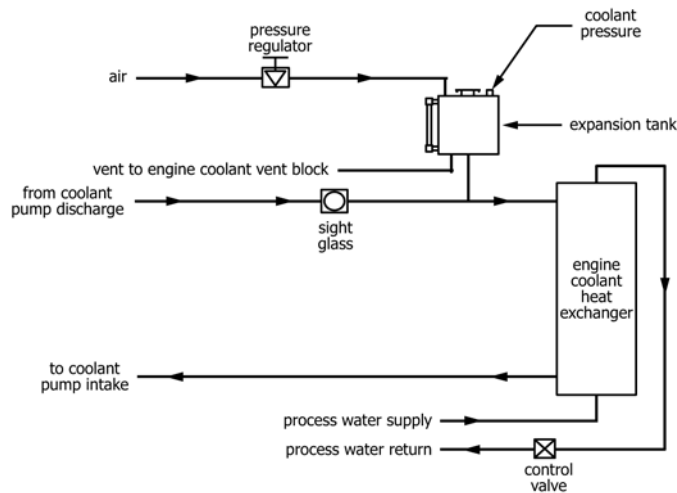 pressure
regulator
coolant
pressure
air
expansion tank
vent to engine coolant vent block
from coolant
pump discharge
sight
glass
engine
coolant
heat
exchanger
to coolant
pump intake
process water supply
process water return
control
valve